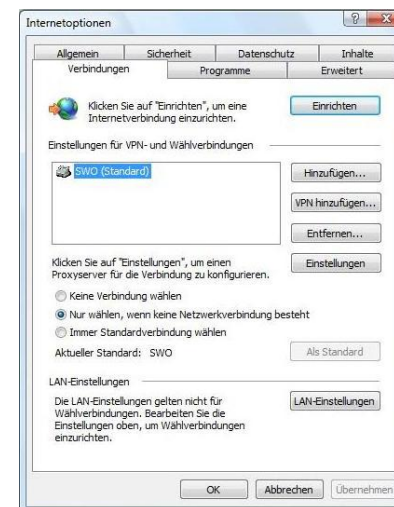 Internetoptionen
Allgemein Sicherheit Datenschutz Inhalte
Verbindungen Programme Erweitert
Klicken Sie auf "Einrichten", um eine
Internetverbindung einzurichten.
Einrichten
Einstellungen für VPN- und Wählverbindungen
SWO (Standard)
Hinzufügen...
VPN hinzufügen...
Entfernen...
Klicken Sie auf "Einstellungen", um einen
Proxyserver für die Verbindung zu konfigurieren.
Einstellungen
Keine Verbindung wählen
Nur wählen, wenn keine Netzwerkverbindung besteht
Immer Standardverbindung wählen
Aktueller Standard: SWO
Als Standard
LAN-Einstellungen
Die LAN-Einstellungen gelten nicht für
Wählverbindungen. Bearbeiten Sie die
Einstellungen oben, um Wählverbindungen
einzurichten.
LAN-Einstellungen
OK Abbrechen Übernehmen